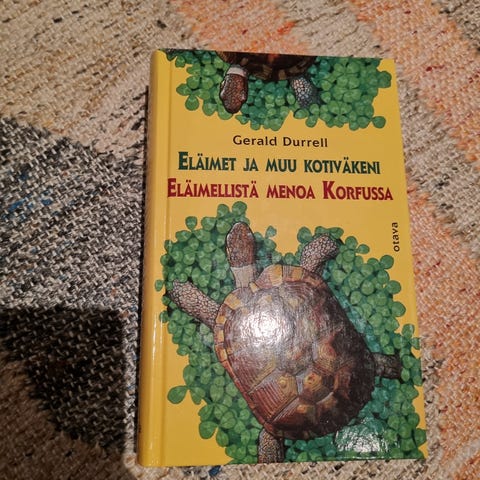 Gerald Durrell
ELÄIMET JA MUU KOTIVÄKENI
ELÄIMELLISTÄ MENOA KORFUSSA
otava